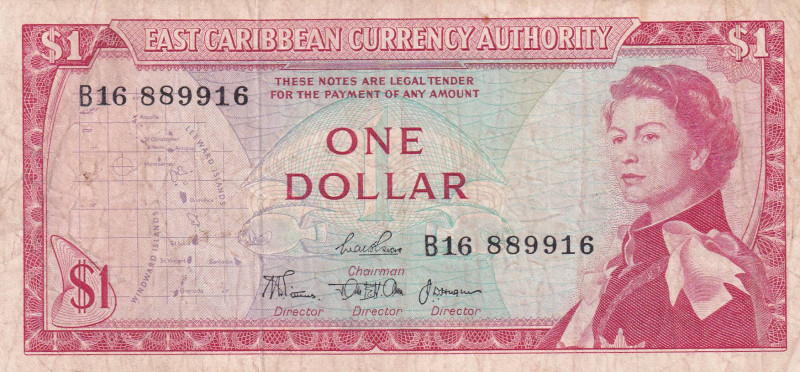 $1 EAST CARIBBEAN CURRENCY AUTHORITY $1
THESE NOTES ARE LEGAL TENDER
FOR THE PAYMENT OF ANY AMOUNT
B16 889916
ONE
DOLLAR
LEEWARD ISLANDS
WINDWARD ISLANDS
B16 889916
Chairman
$1
Director Director Director